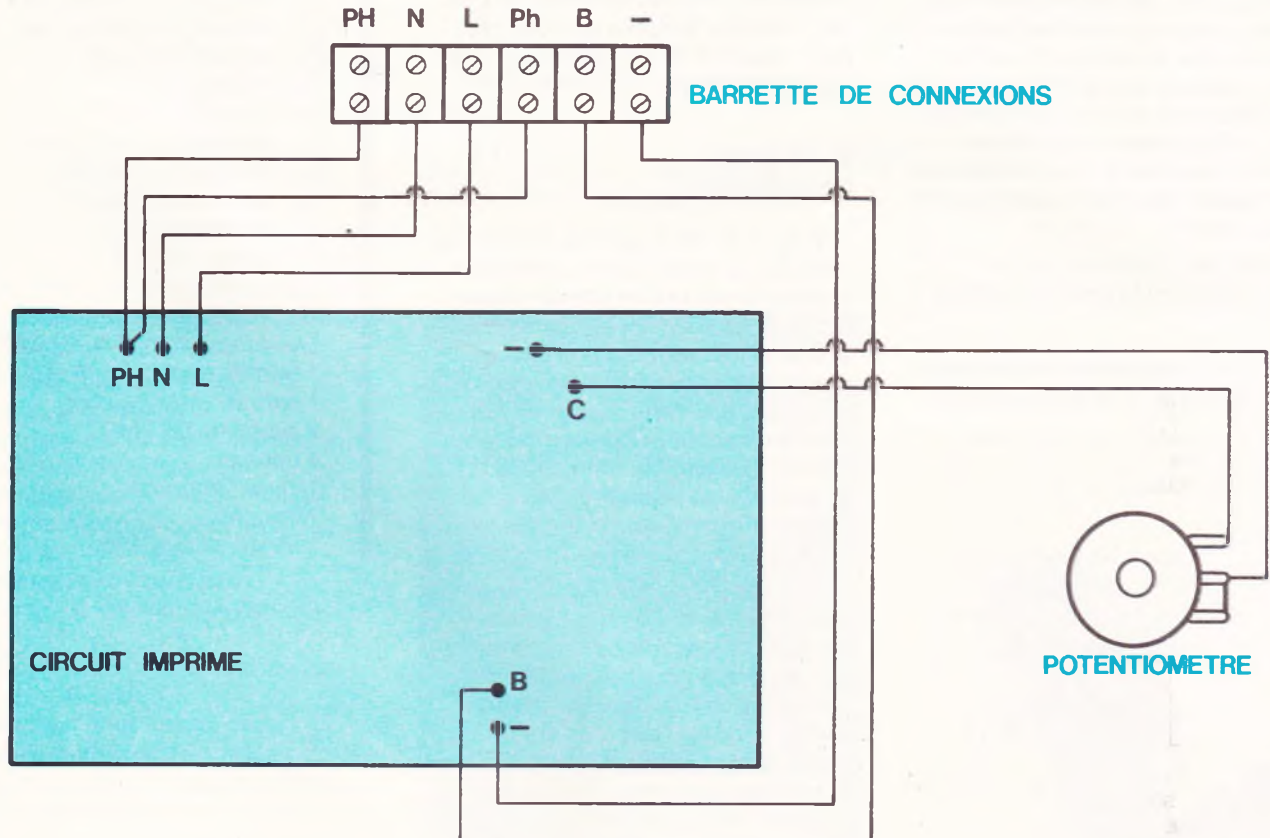 PH N L Ph B –
BARRETTE DE CONNEXIONS
PH N L
–
C
CIRCUIT IMPRIME
B
–
POTENTIOMETRE